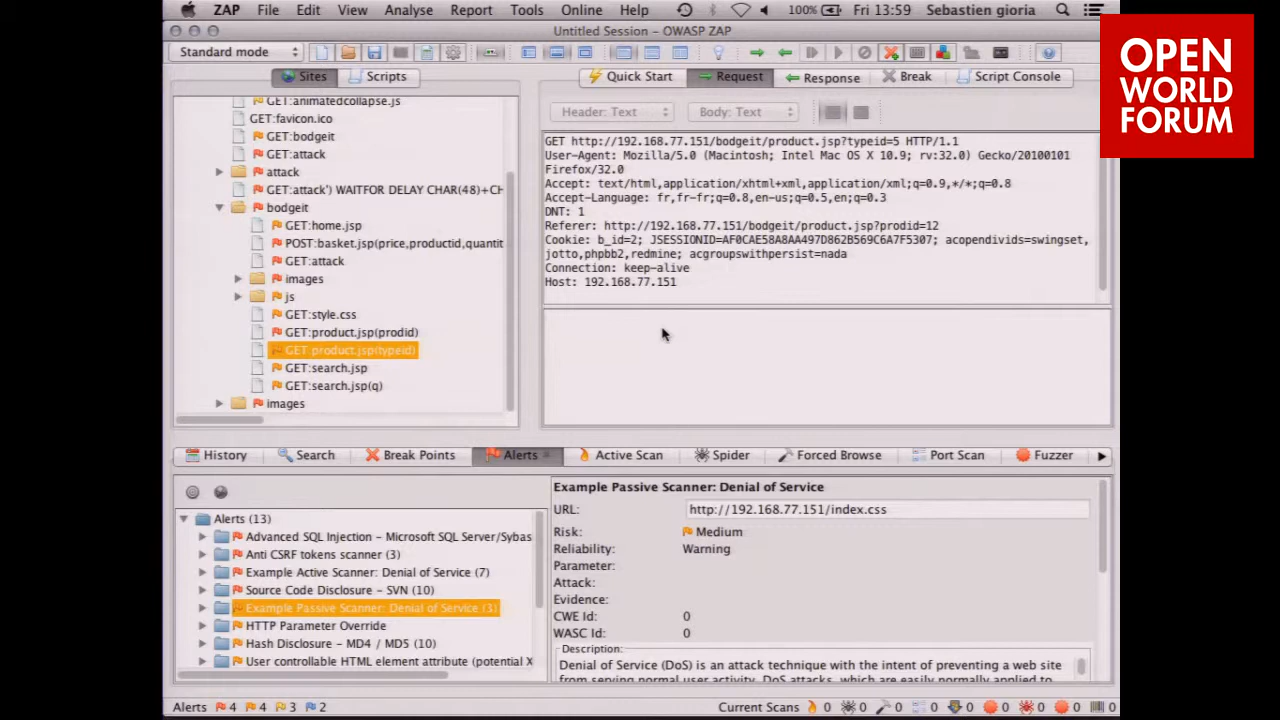 ZAP File Edit View Analyse Report Tools Online Help 100% Fri 13:59 Sebastien gioria
OPEN
WORLD
FORUM
Untitled Session - OWASP ZAP
Standard mode
Sites Scripts
Quick Start Request Response Break Script Console
Header: Text Body: Text
GET:animatedcollapse.js
GET:favicon.ico
GET:bodgeit
GET:attack
attack
GET:attack') WAITFOR DELAY CHAR(48)+CH
bodgeit
GET:home.jsp
POST:basket.jsp(price,productid,quantit
GET:attack
images
js
GET:style.css
GET:product.jsp(prodid)
GET:product.jsp(typeid)
GET:search.jsp
GET:search.jsp(q)
images
GET http://192.168.77.151/bodgeit/product.jsp?typeid=5 HTTP/1.1
User-Agent: Mozilla/5.0 (Macintosh; Intel Mac OS X 10.9; rv:32.0) Gecko/20100101
Firefox/32.0
Accept: text/html,application/xhtml+xml,application/xml;q=0.9,*/*;q=0.8
Accept-Language: fr,fr-fr;q=0.8,en-us;q=0.5,en;q=0.3
DNT: 1
Referer: http://192.168.77.151/bodgeit/product.jsp?prodid=12
Cookie: b_id=2; JSESSIONID=AF0CAE58A8AA497D862B569C6A7F5307; acopendivids=swingset,
jotto,phpbb2,redmine; acgroupswithpersist=nada
Connection: keep-alive
Host: 192.168.77.151
History Search Break Points Alerts Active Scan Spider Forced Browse Port Scan Fuzzer
Alerts (13)
Advanced SQL Injection - Microsoft SQL Server/Sybas
Anti CSRF tokens scanner (3)
Example Active Scanner: Denial of Service (7)
Source Code Disclosure - SVN (10)
Example Passive Scanner: Denial of Service (3)
HTTP Parameter Override
Hash Disclosure - MD4 / MD5 (10)
User controllable HTML element attribute (potential X
Example Passive Scanner: Denial of Service
URL: http://192.168.77.151/index.css
Risk: Medium
Reliability: Warning
Parameter:
Attack:
Evidence:
CWE Id: 0
WASC Id: 0
Description:
Denial of Service (DoS) is an attack technique with the intent of preventing a web site
from serving normal user activity. DoS attacks, which are easily normally applied to
Alerts 4 4 3 2 Current Scans 0 0 0 0 0 0 0 0 0